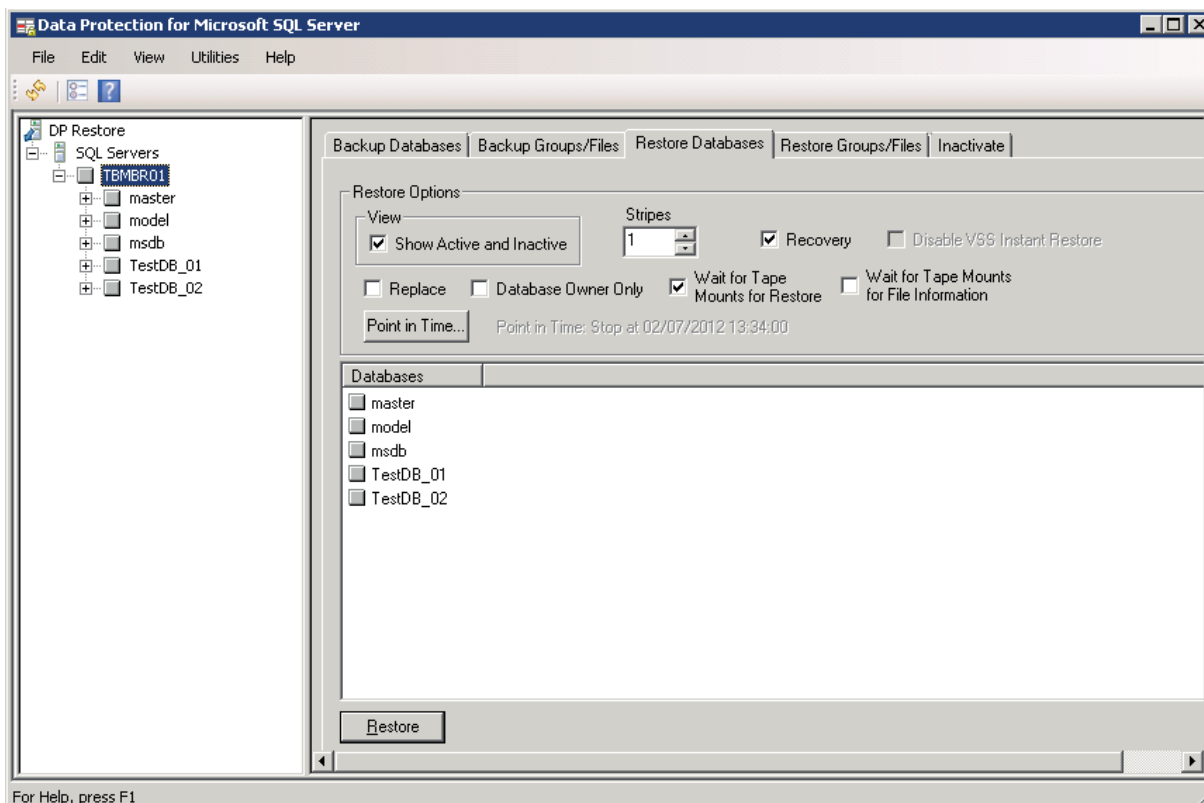 Data Protection for Microsoft SQL Server
File Edit View Utilities Help
DP Restore
SQL Servers
TBMBR01
master
model
msdb
TestDB_01
TestDB_02
Backup Databases Backup Groups/Files Restore Databases Restore Groups/Files Inactivate
Restore Options
View
Show Active and Inactive
Stripes
1
Recovery
Disable VSS Instant Restore
Replace
Database Owner Only
Wait for Tape
Mounts for Restore
Wait for Tape Mounts
for File Information
Point in Time...
Point in Time: Stop at 02/07/2012 13:34:00
Databases
master
model
msdb
TestDB_01
TestDB_02
Restore
For Help, press F1